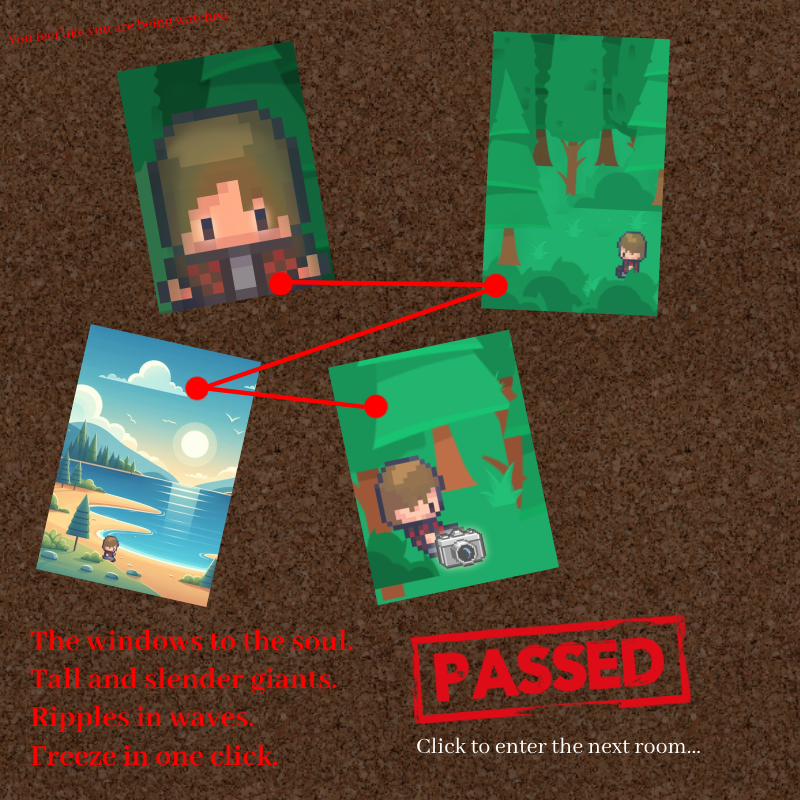 You feel like you are being watched.
The windows to the soul.
Tall and slender giants.
Ripples in waves.
Freeze in one click.
PASSED
Click to enter the next room...